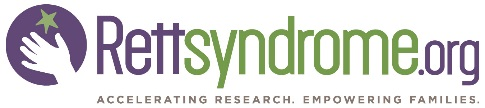 Rettsyndrome.org
ACCELERATING RESEARCH. EMPOWERING FAMILIES.